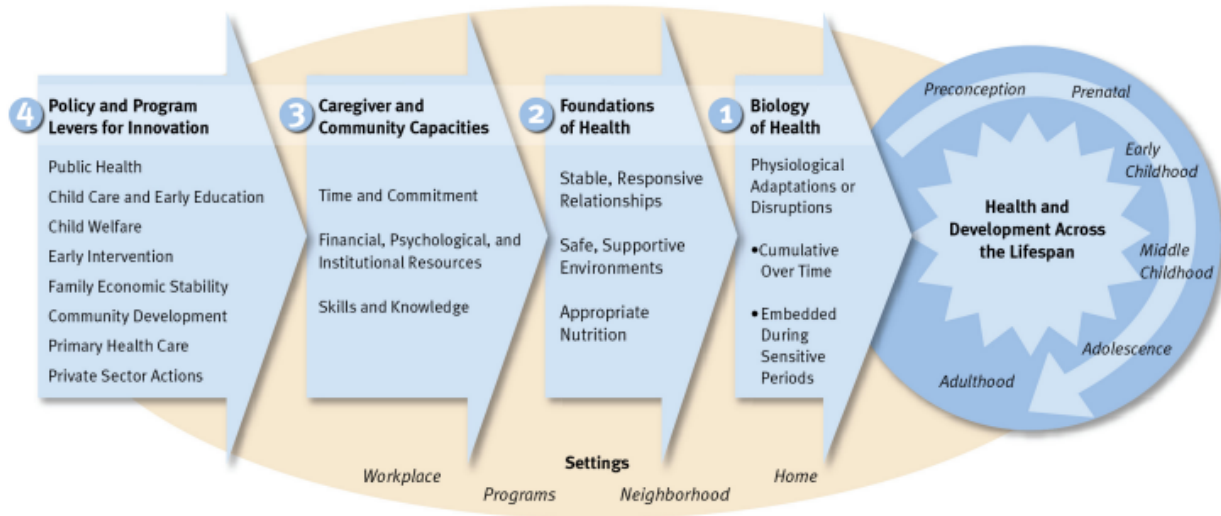 4 Policy and Program
Levers for Innovation
Public Health
Child Care and Early Education
Child Welfare
Early Intervention
Family Economic Stability
Community Development
Primary Health Care
Private Sector Actions
3 Caregiver and
Community Capacities
Time and Commitment
Financial, Psychological, and
Institutional Resources
Skills and Knowledge
2 Foundations
of Health
Stable, Responsive
Relationships
Safe, Supportive
Environments
Appropriate
Nutrition
1 Biology
of Health
Physiological
Adaptations or
Disruptions
•Cumulative
Over Time
•Embedded
During
Sensitive
Periods
Preconception
Prenatal
Early
Childhood
Middle
Childhood
Adolescence
Adulthood
Health and
Development Across
the Lifespan
Settings
Workplace
Programs
Neighborhood
Home